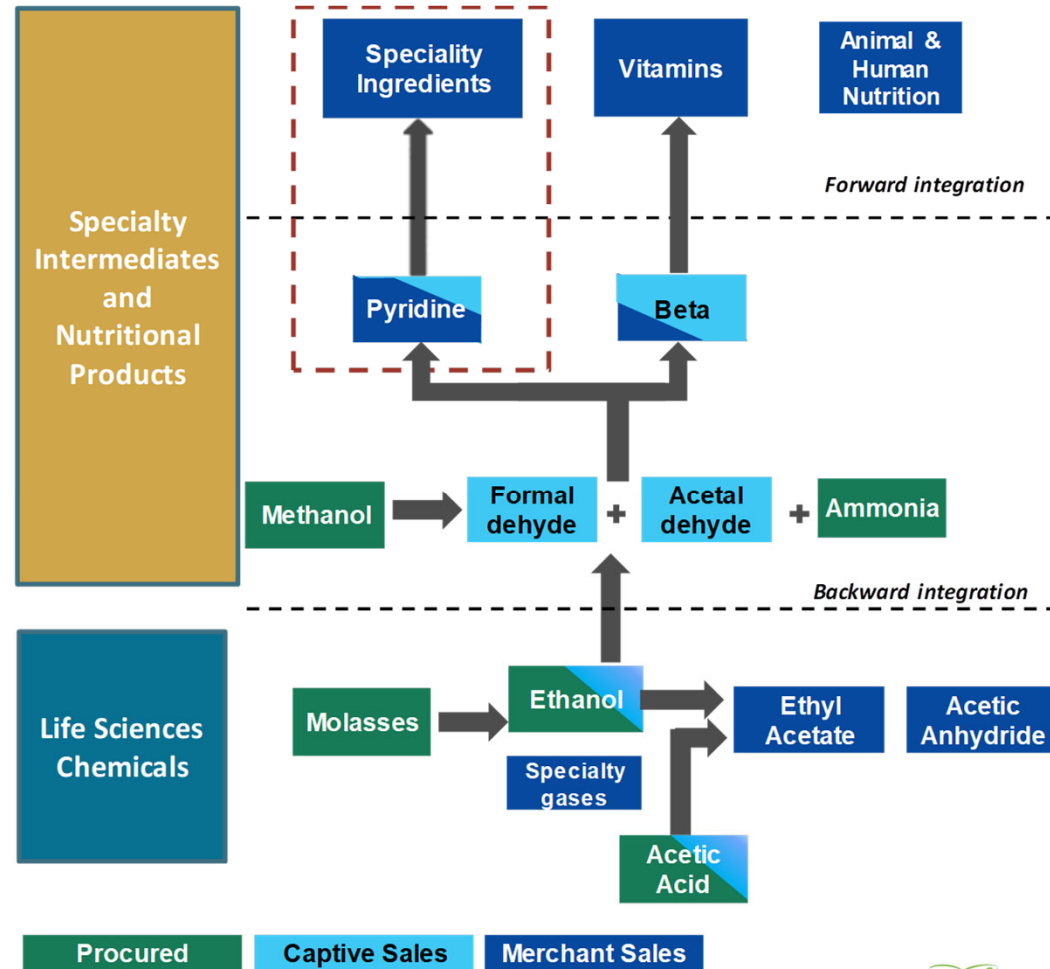 Speciality
Ingredients
Vitamins
Animal &
Human
Nutrition
Forward integration
Specialty
Intermediates
and
Nutritional
Products
Pyridine
Beta
Methanol
Formal
dehyde
+
Acetal
dehyde
+
Ammonia
Backward integration
Life Sciences
Chemicals
Molasses
Ethanol
Ethyl
Acetate
Acetic
Anhydride
Specialty
gases
Acetic
Acid
Procured
Captive Sales
Merchant Sales